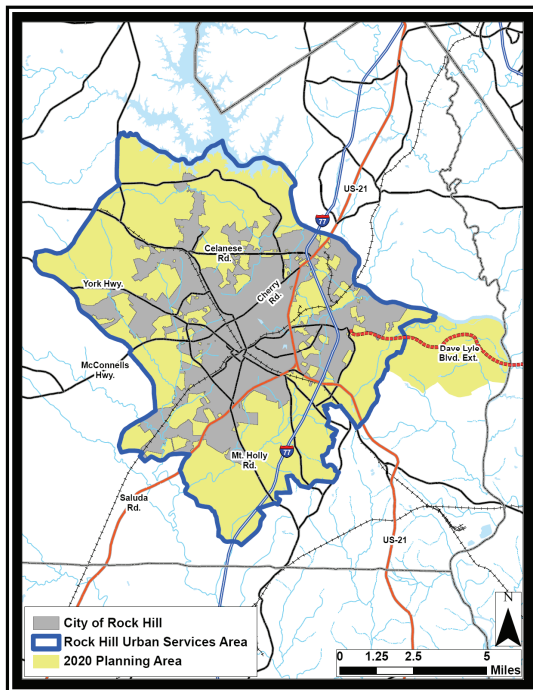 US-21
77
Celanese
Rd.
York Hwy.
Cherry
Rd.
McConnells
Hwy.
Dave Lyle
Blvd. Ext.
Mt. Holly
Rd.
77
Saluda
Rd.
US-21
N
City of Rock Hill
Rock Hill Urban Services Area
2020 Planning Area
0 1.25 2.5 5
Miles